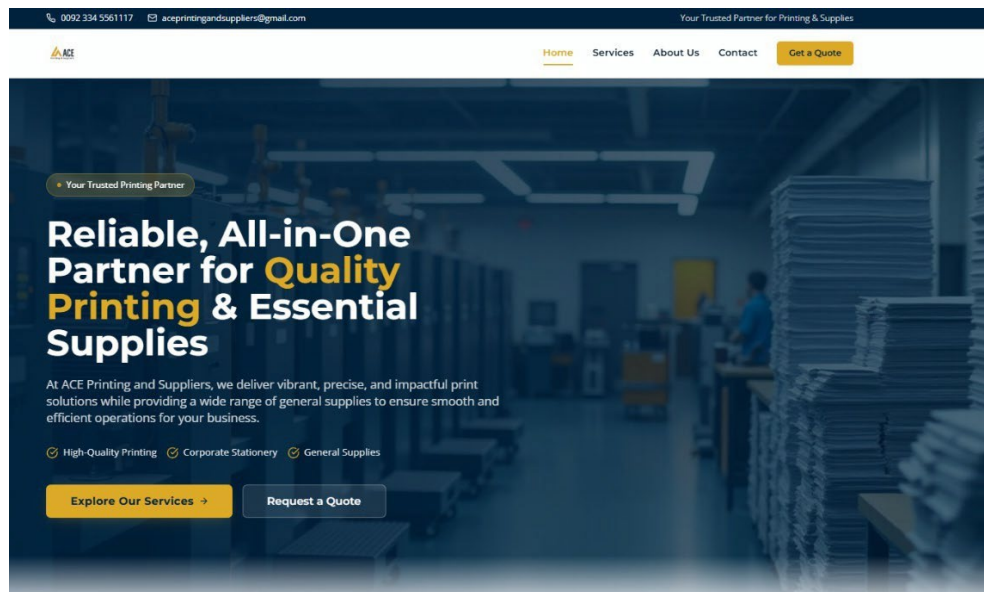 0092 334 5561117 aceprintingandsuppliers@gmail.com Your Trusted Partner for Printing & Supplies
ACE
Home Services About Us Contact Get a Quote
Your Trusted Printing Partner
Reliable, All-in-One
Partner for Quality
Printing & Essential
Supplies
At ACE Printing and Suppliers, we deliver vibrant, precise, and impactful print
solutions while providing a wide range of general supplies to ensure smooth and
efficient operations for your business.
High-Quality Printing Corporate Stationery General Supplies
Explore Our Services → Request a Quote